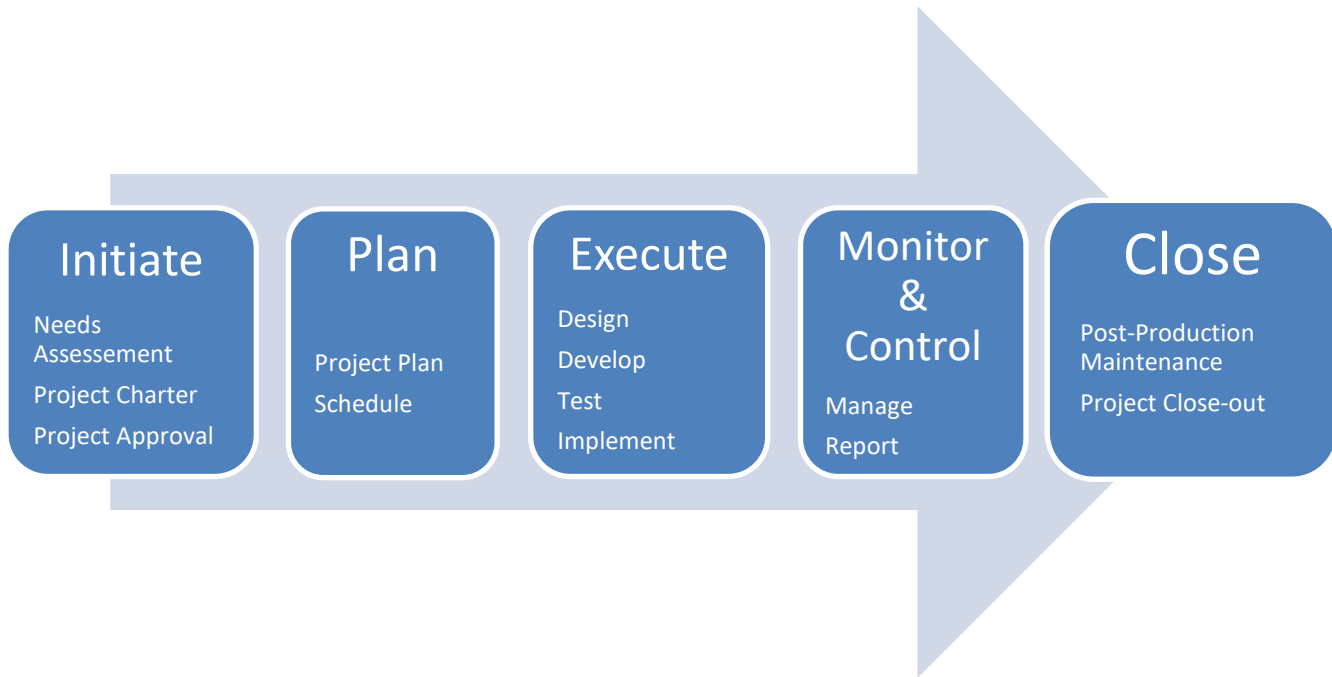 Initiate
Needs
Assessement
Project Charter
Project Approval
Plan
Project Plan
Schedule
Execute
Design
Develop
Test
Implement
Monitor
&
Control
Manage
Report
Close
Post-Production
Maintenance
Project Close-out